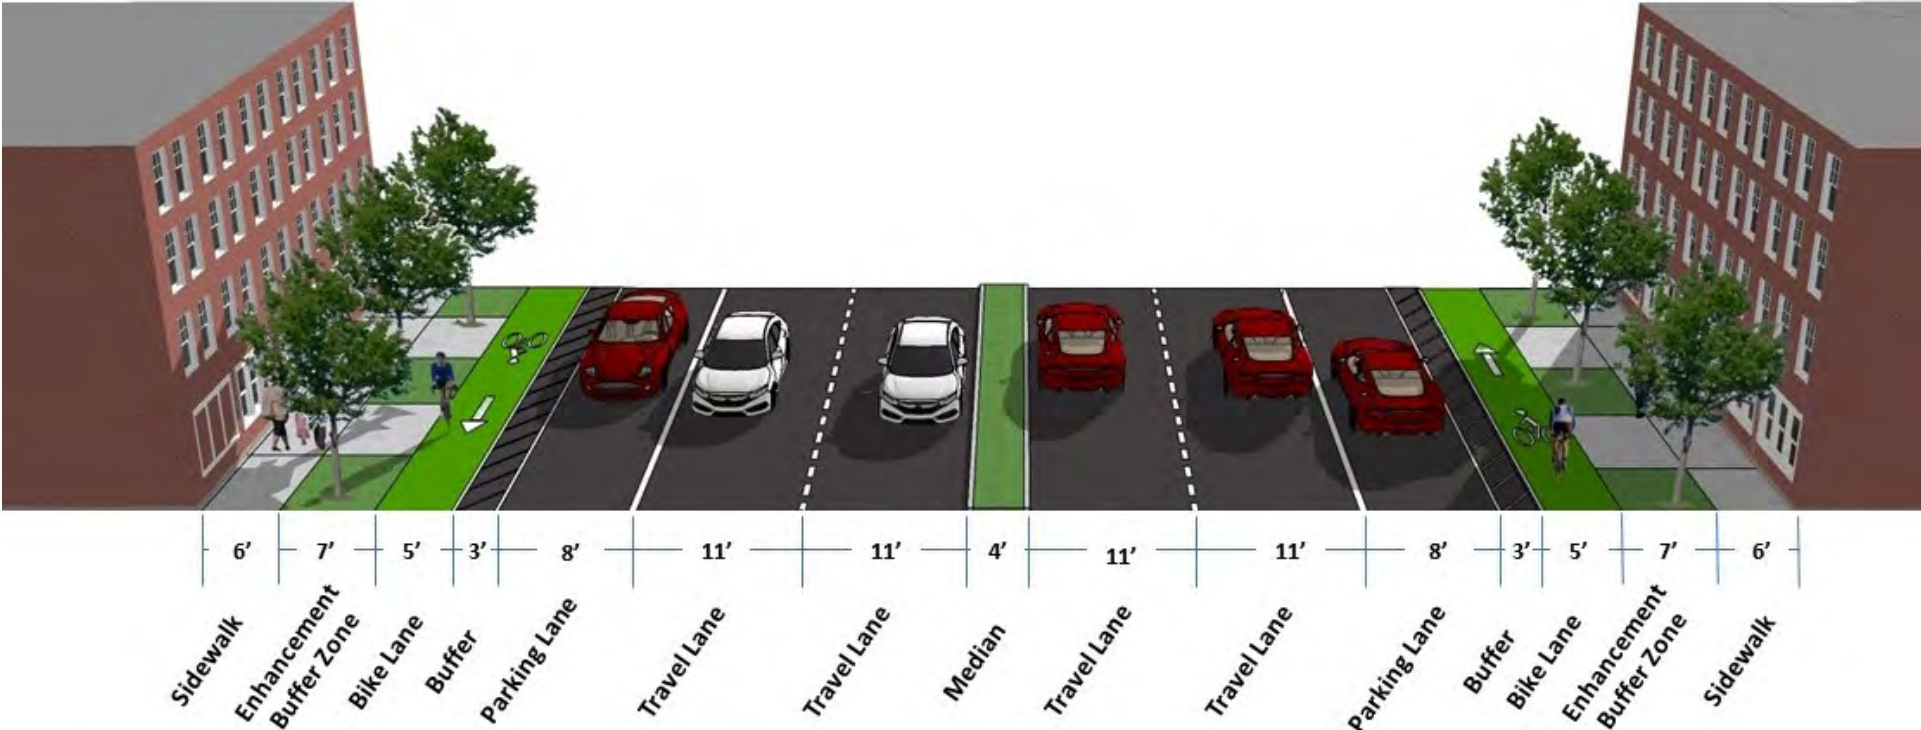 6’ 7’ 5’ 3’ 8’ 11’ 11’ 4’ 11’ 11’ 8’ 3’ 5’ 7’ 6’
Sidewalk
Enhancement
Buffer Zone
Bike Lane
Buffer
Parking Lane
Travel Lane
Travel Lane
Median
Travel Lane
Travel Lane
Parking Lane
Buffer
Bike Lane
Enhancement
Buffer Zone
Sidewalk